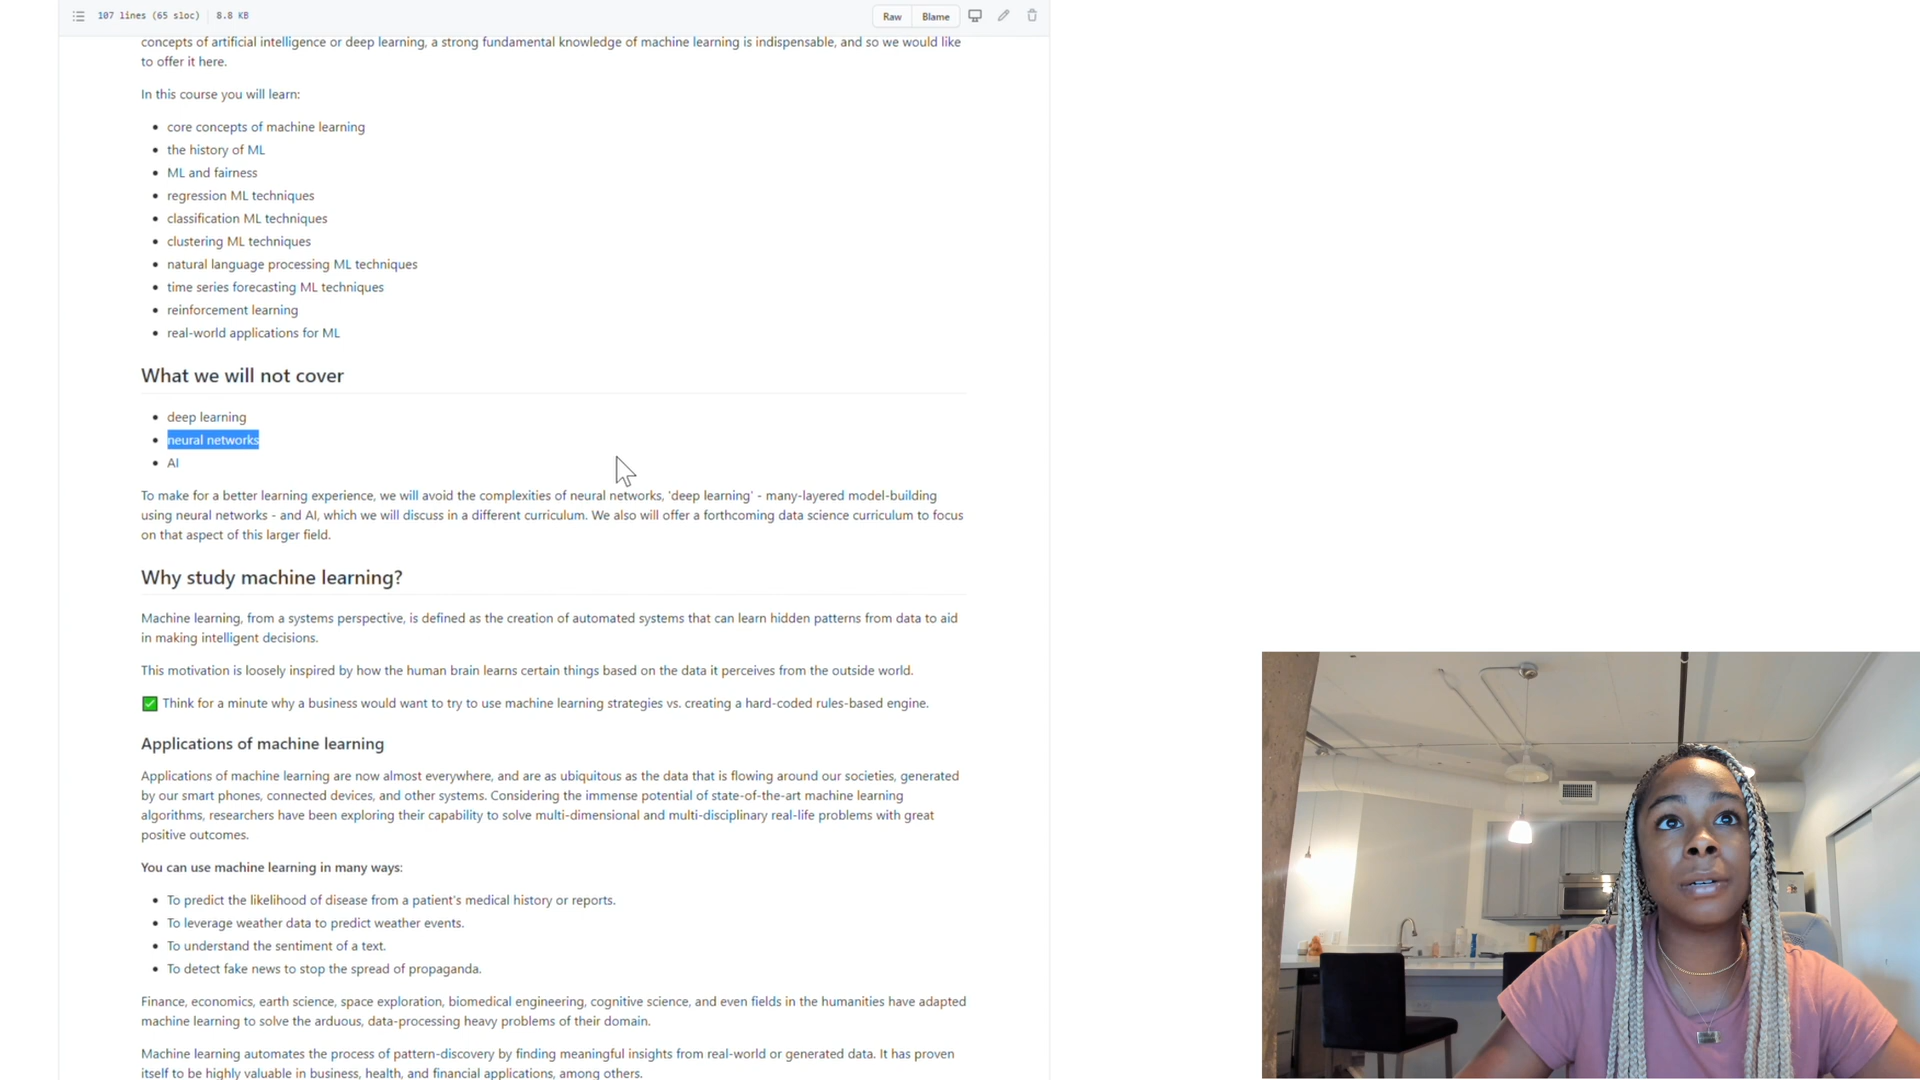 107 lines (65 sloc) 8.8 KB Raw Blame
concepts of artificial intelligence or deep learning, a strong fundamental knowledge of machine learning is indispensable, and so we would like
to offer it here.
In this course you will learn:
• core concepts of machine learning
• the history of ML
• ML and fairness
• regression ML techniques
• classification ML techniques
• clustering ML techniques
• natural language processing ML techniques
• time series forecasting ML techniques
• reinforcement learning
• real-world applications for ML
What we will not cover
• deep learning
• neural networks
• AI
To make for a better learning experience, we will avoid the complexities of neural networks, 'deep learning' - many-layered model-building
using neural networks - and AI, which we will discuss in a different curriculum. We also will offer a forthcoming data science curriculum to focus
on that aspect of this larger field.
Why study machine learning?
Machine learning, from a systems perspective, is defined as the creation of automated systems that can learn hidden patterns from data to aid
in making intelligent decisions.
This motivation is loosely inspired by how the human brain learns certain things based on the data it perceives from the outside world.
✅ Think for a minute why a business would want to try to use machine learning strategies vs. creating a hard-coded rules-based engine.
Applications of machine learning
Applications of machine learning are now almost everywhere, and are as ubiquitous as the data that is flowing around our societies, generated
by our smart phones, connected devices, and other systems. Considering the immense potential of state-of-the-art machine learning
algorithms, researchers have been exploring their capability to solve multi-dimensional and multi-disciplinary real-life problems with great
positive outcomes.
You can use machine learning in many ways:
• To predict the likelihood of disease from a patient's medical history or reports.
• To leverage weather data to predict weather events.
• To understand the sentiment of a text.
• To detect fake news to stop the spread of propaganda.
Finance, economics, earth science, space exploration, biomedical engineering, cognitive science, and even fields in the humanities have adapted
machine learning to solve the arduous, data-processing heavy problems of their domain.
Machine learning automates the process of pattern-discovery by finding meaningful insights from real-world or generated data. It has proven
itself to be highly valuable in business, health, and financial applications, among others.